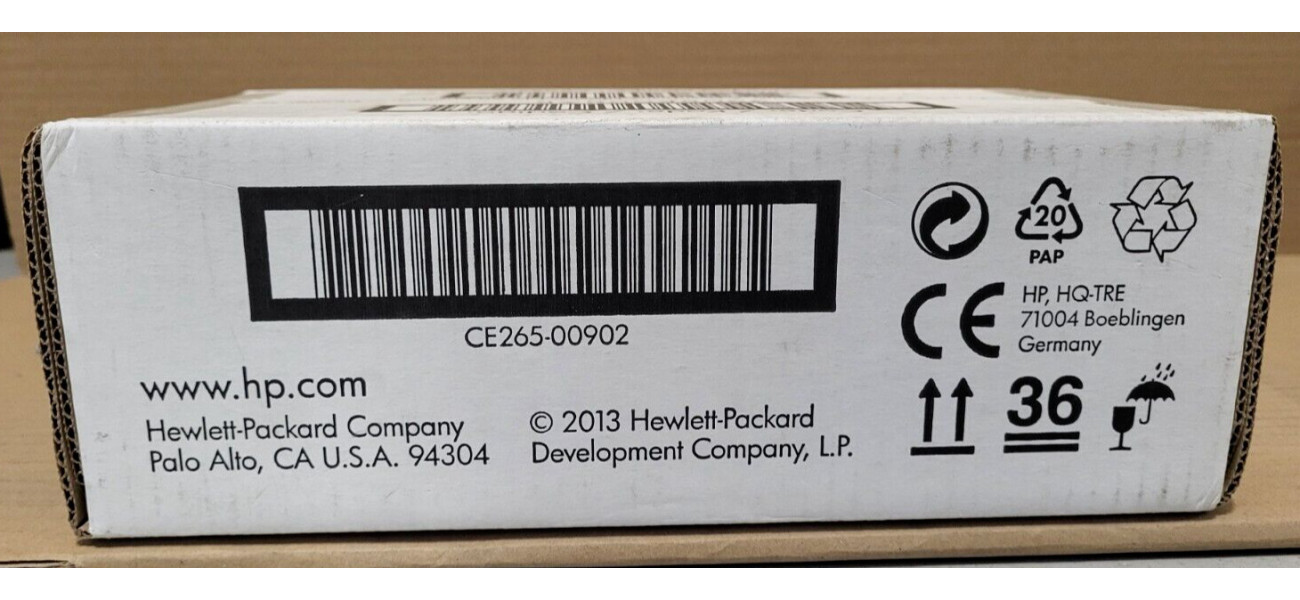 CE265-00902
www.hp.com
Hewlett-Packard Company
Palo Alto, CA U.S.A. 94304
© 2013 Hewlett-Packard
Development Company, L.P.
20
PAP
CE
HP, HQ-TRE
71004 Boeblingen
Germany
36